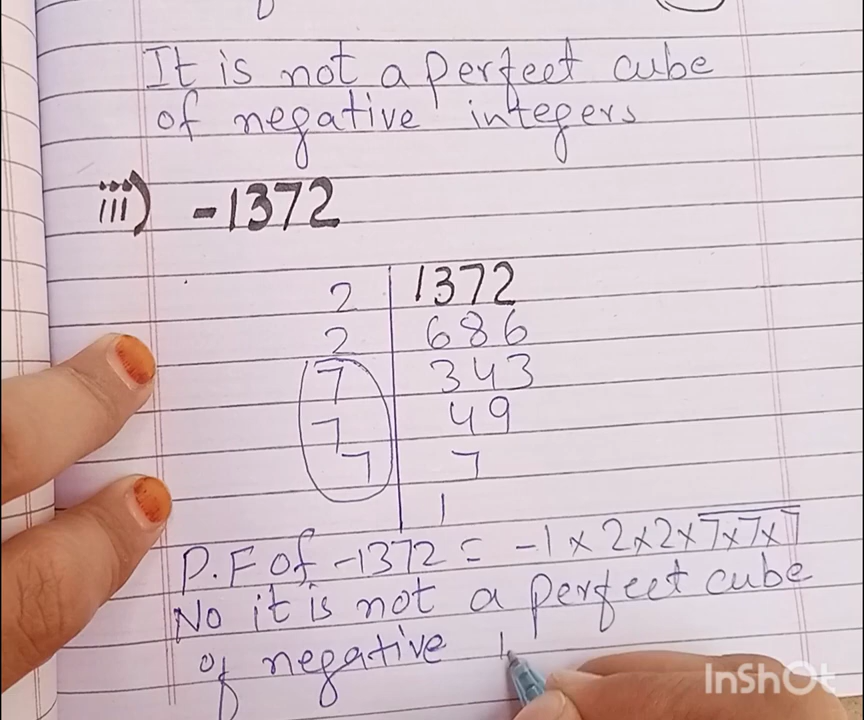 It is not a perfect cube
of negative integers
iii) -1372
2 | 1372
2 | 686
7 | 343
7 | 49
7 | 7
1
P.F of -1372 = -1 × 2×2×7×7×7
No it is not a perfect cube
of negative
InShOt